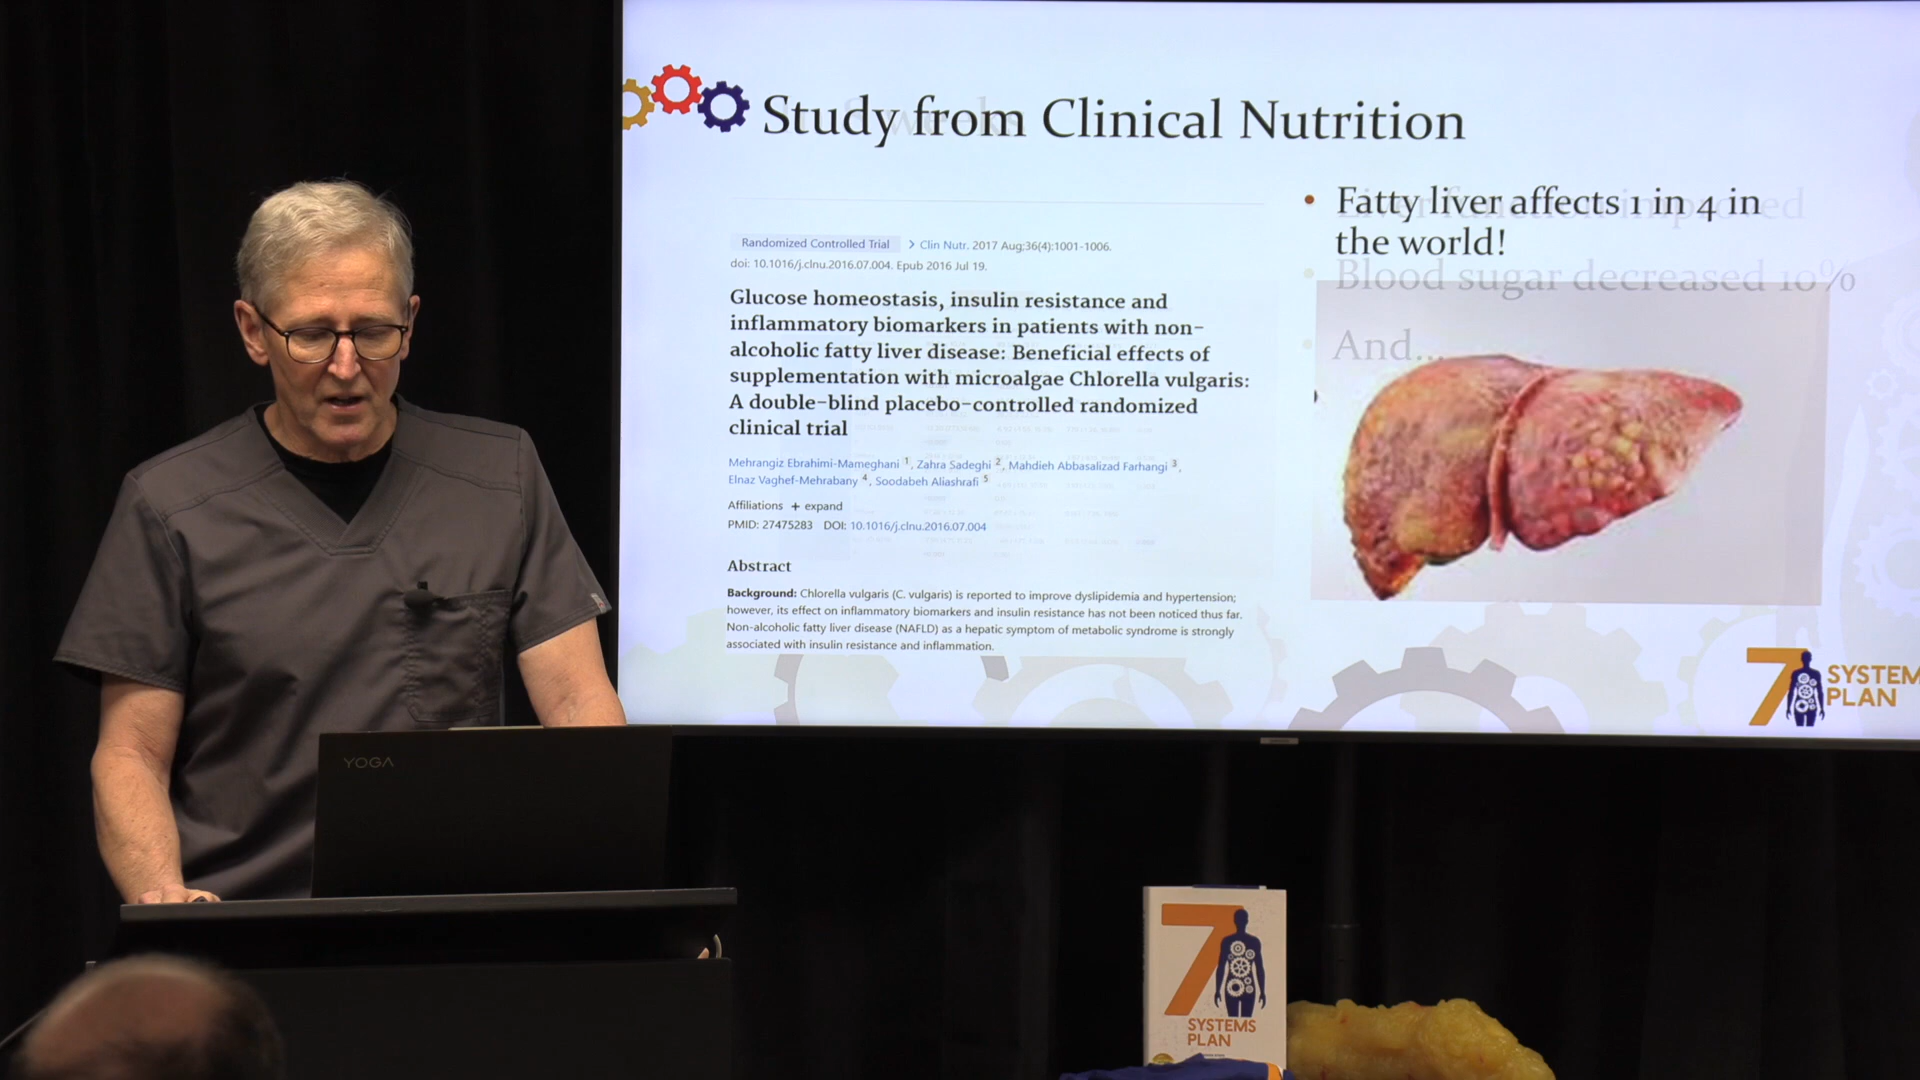 Study from Clinical Nutrition
Randomized Controlled Trial > Clin Nutr. 2017 Aug;36(4):1001-1006.
doi: 10.1016/j.clnu.2016.07.004. Epub 2016 Jul 19.
Glucose homeostasis, insulin resistance and
inflammatory biomarkers in patients with non-
alcoholic fatty liver disease: Beneficial effects of
supplementation with microalgae Chlorella vulgaris:
A double-blind placebo-controlled randomized
clinical trial
Mehrangiz Ebrahimi-Mameghani 1, Zahra Sadeghi 2, Mahdieh Abbasalizad Farhangi 3,
Elnaz Vaghef-Mehrabany 4, Soodabeh Aliashrafi 5
Affiliations + expand
PMID: 27475283 DOI: 10.1016/j.clnu.2016.07.004
Abstract
Background: Chlorella vulgaris (C. vulgaris) is reported to improve dyslipidemia and hypertension;
however, its effect on inflammatory biomarkers and insulin resistance has not been noticed thus far.
Non-alcoholic fatty liver disease (NAFLD) as a hepatic symptom of metabolic syndrome is strongly
associated with insulin resistance and inflammation.
• Fatty liver affects 1 in 4 in
the world!
Liver function improved
• Blood sugar decreased 10%
• And...
7 SYSTEMS
PLAN
YOGA
7
SYSTEMS
PLAN